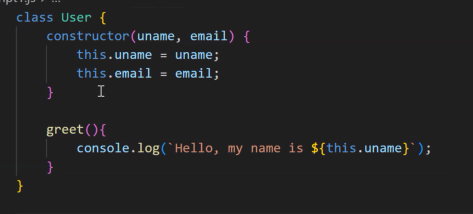 class User {
    constructor(uname, email) {
        this.uname = uname;
        this.email = email;
    }

    greet(){
        console.log(`Hello, my name is ${this.uname}`);
    }
}